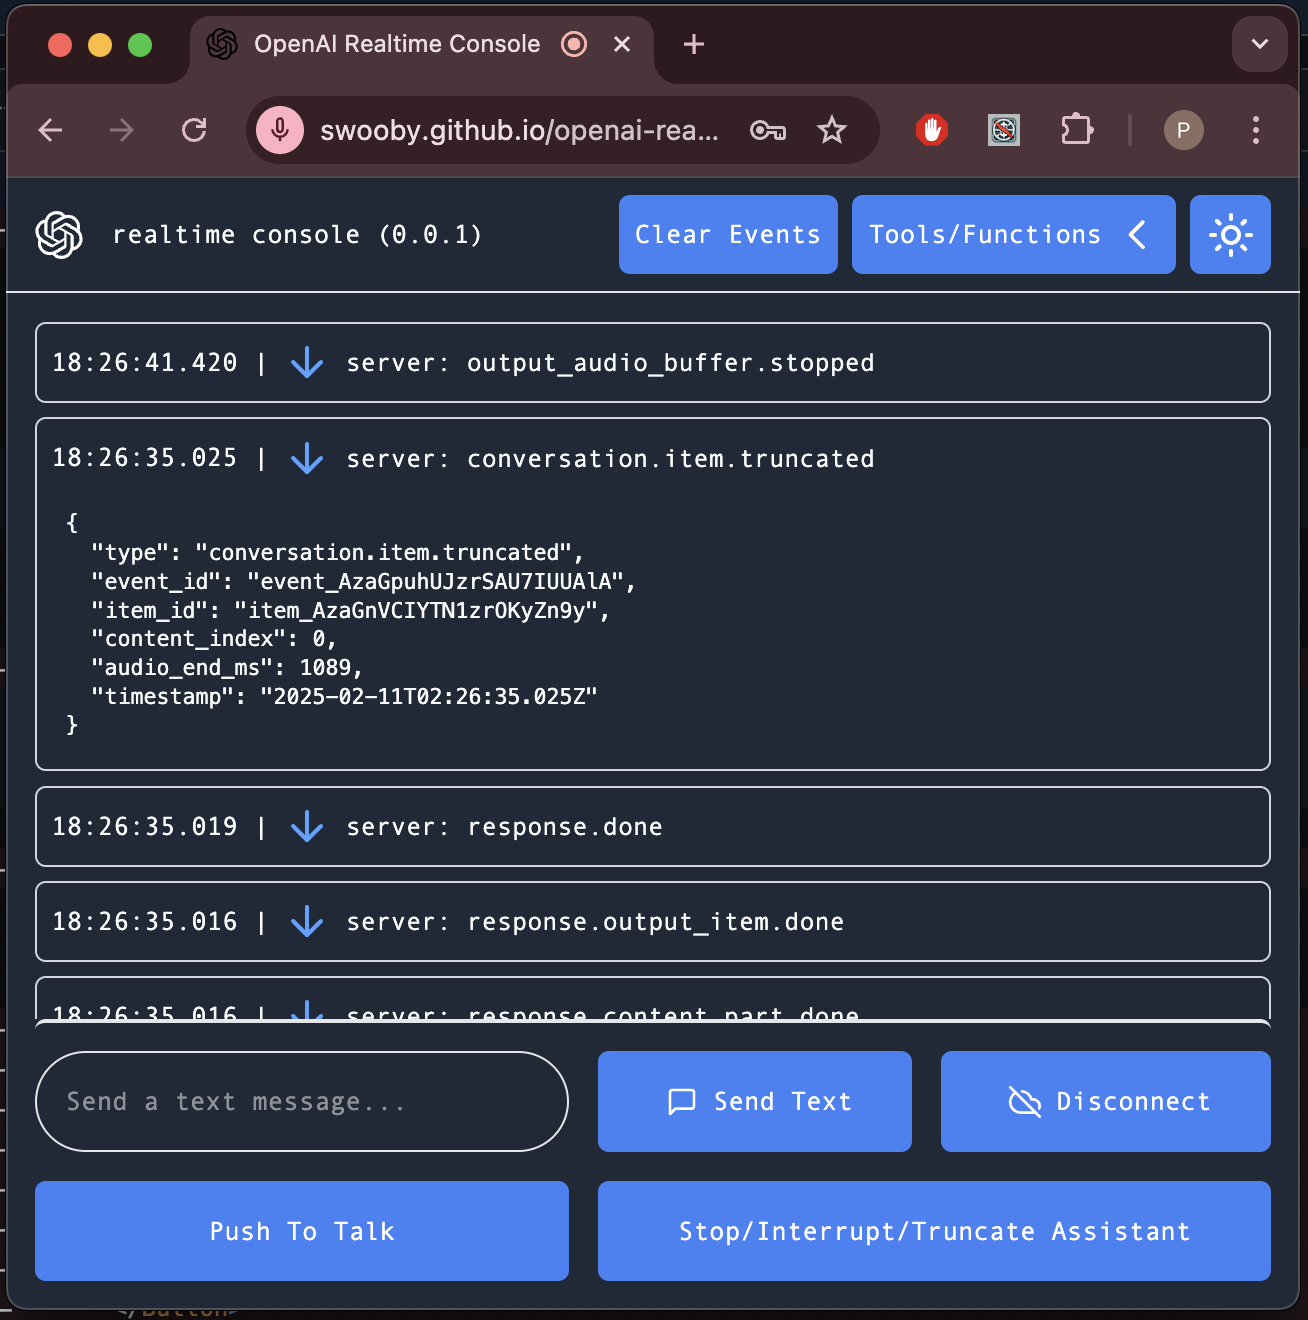 OpenAI Realtime Console
swooby.github.io/openai-rea...
P
realtime console (0.0.1)
Clear Events
Tools/Functions
18:26:41.420 | server: output_audio_buffer.stopped
18:26:35.025 | server: conversation.item.truncated
{
"type": "conversation.item.truncated",
"event_id": "event_AzaGpuhUJzrSAU7IUUAlA",
"item_id": "item_AzaGnVCIYTN1zrOKyZn9y",
"content_index": 0,
"audio_end_ms": 1089,
"timestamp": "2025-02-11T02:26:35.025Z"
}
18:26:35.019 | server: response.done
18:26:35.016 | server: response.output_item.done
18:26:35.016 | server: response.content_part.done
Send a text message...
Send Text
Disconnect
Push To Talk
Stop/Interrupt/Truncate Assistant